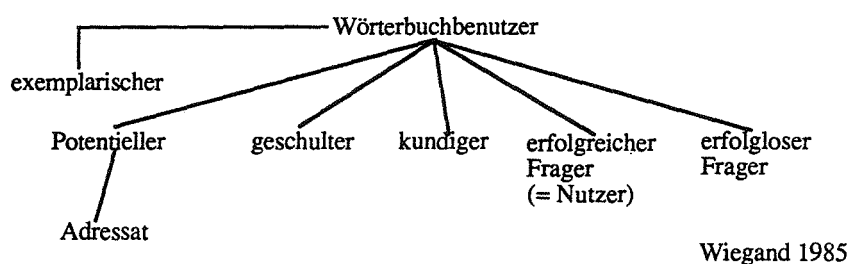 Wörterbuchbenutzer
exemplarischer
Potentieller geschulter kundiger erfolgreicher Frager (= Nutzer) erfolgloser Frager
Adressat
Wiegand 1985